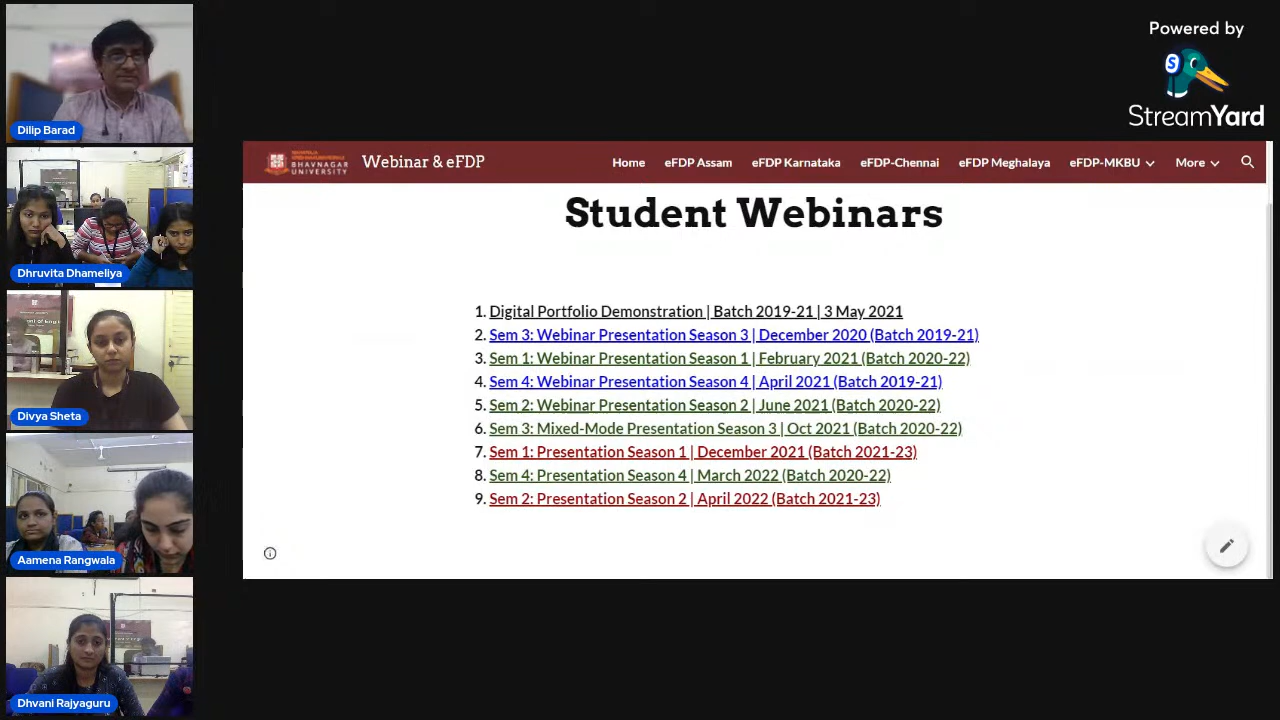 Dilip Barad
Dhruvita Dhameliya
Divya Sheta
Aamena Rangwala
Dhvani Rajyaguru
Powered by
StreamYard
BHAVNAGAR
UNIVERSITY
Webinar & eFDP
Home eFDP Assam eFDP Karnataka eFDP-Chennai eFDP Meghalaya eFDP-MKBU More
Student Webinars
1. Digital Portfolio Demonstration | Batch 2019-21 | 3 May 2021
2. Sem 3: Webinar Presentation Season 3 | December 2020 (Batch 2019-21)
3. Sem 1: Webinar Presentation Season 1 | February 2021 (Batch 2020-22)
4. Sem 4: Webinar Presentation Season 4 | April 2021 (Batch 2019-21)
5. Sem 2: Webinar Presentation Season 2 | June 2021 (Batch 2020-22)
6. Sem 3: Mixed-Mode Presentation Season 3 | Oct 2021 (Batch 2020-22)
7. Sem 1: Presentation Season 1 | December 2021 (Batch 2021-23)
8. Sem 4: Presentation Season 4 | March 2022 (Batch 2020-22)
9. Sem 2: Presentation Season 2 | April 2022 (Batch 2021-23)